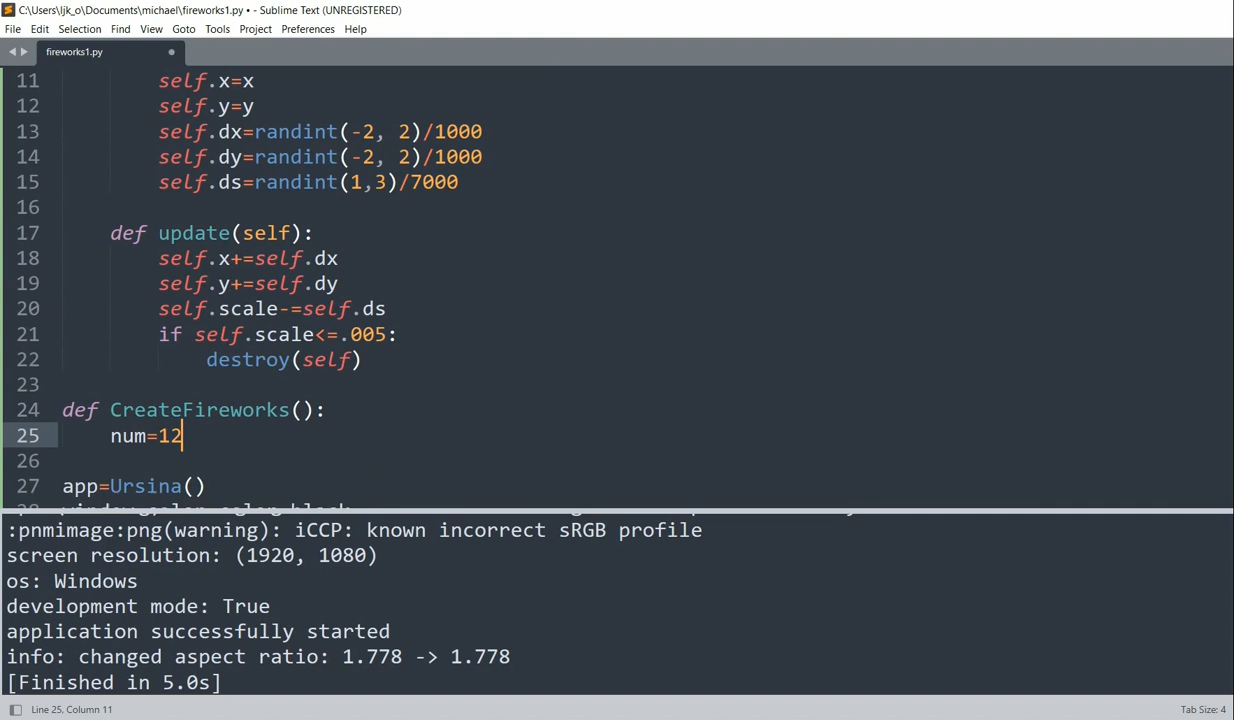 C:\Users\ljk_o\Documents\michael\fireworks1.py • - Sublime Text (UNREGISTERED)
File Edit Selection Find View Goto Tools Project Preferences Help
fireworks1.py
11 self.x=x
12 self.y=y
13 self.dx=randint(-2, 2)/1000
14 self.dy=randint(-2, 2)/1000
15 self.ds=randint(1,3)/7000
16
17 def update(self):
18 self.x+=self.dx
19 self.y+=self.dy
20 self.scale-=self.ds
21 if self.scale<=.005:
22 destroy(self)
23
24 def CreateFireworks():
25 num=12
26
27 app=Ursina()
:pnmimage:png(warning): iCCP: known incorrect sRGB profile
screen resolution: (1920, 1080)
os: Windows
development mode: True
application successfully started
info: changed aspect ratio: 1.778 -> 1.778
[Finished in 5.0s]
Line 25, Column 11 Tab Size: 4